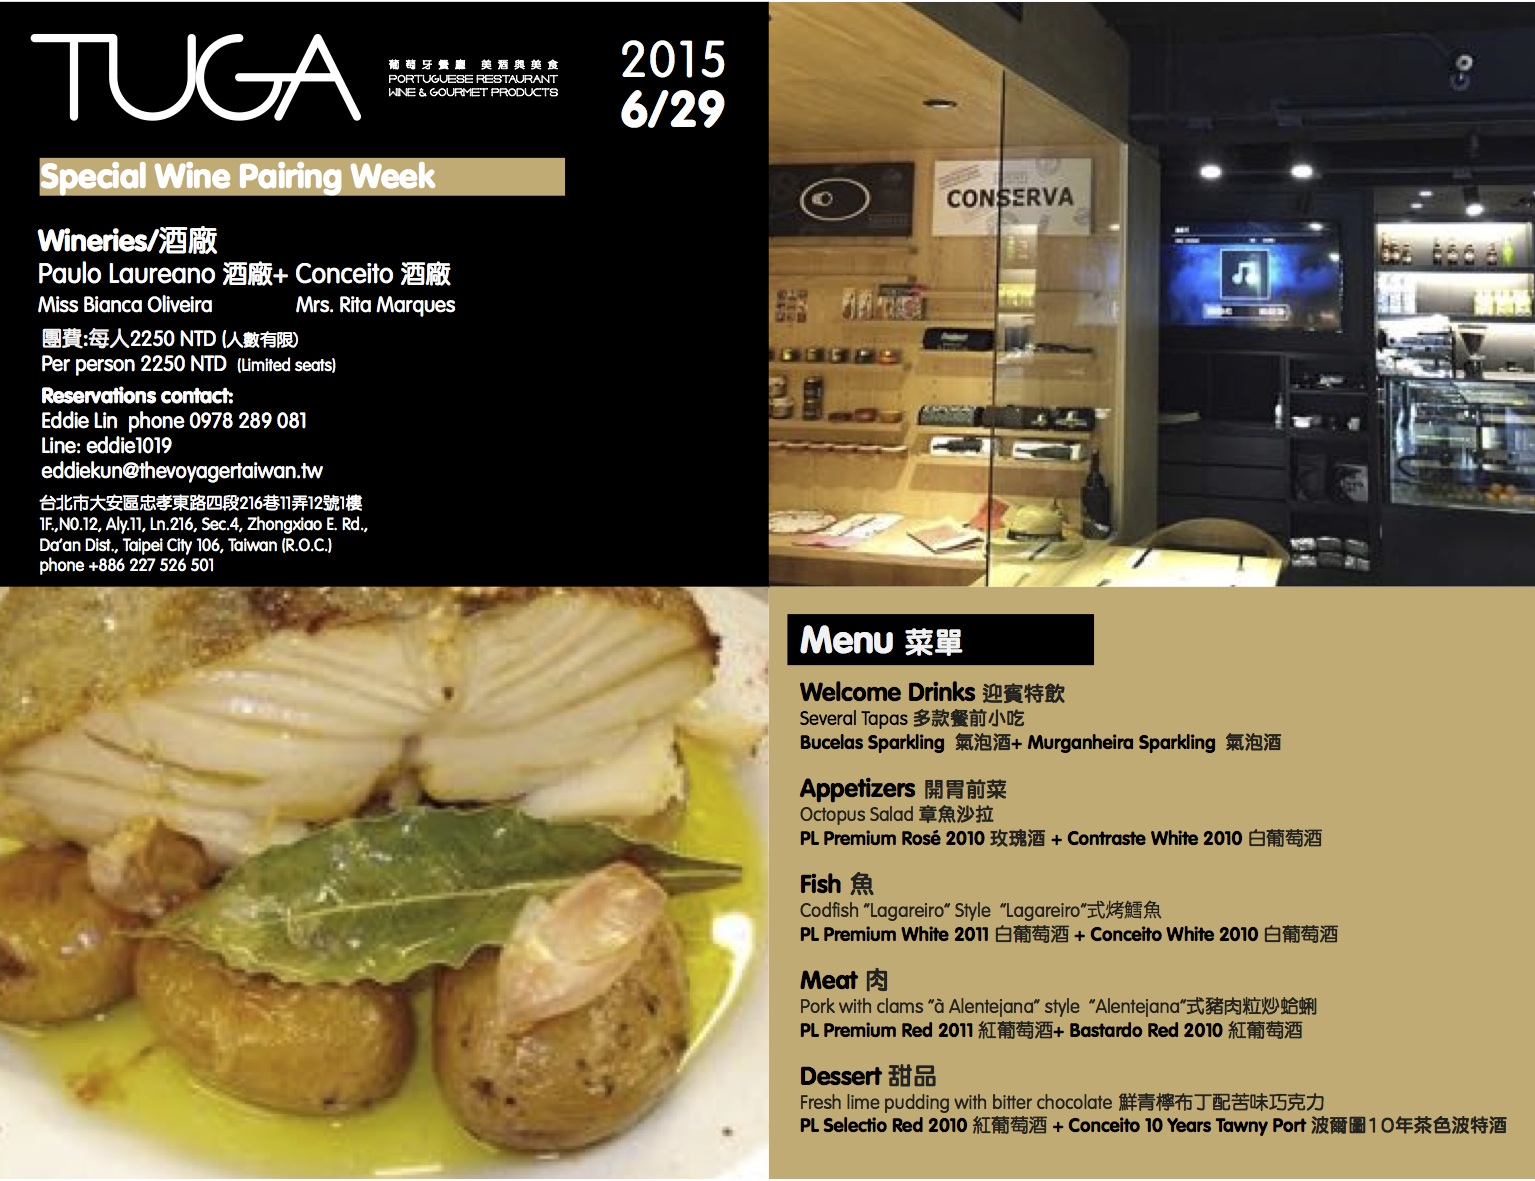 TUGA
葡萄牙餐廳 美酒與美食
PORTUGUESE RESTAURANT
WINE & GOURMET PRODUCTS
2015
6/29
Special Wine Pairing Week
Wineries/酒廠
Paulo Laureano 酒廠+ Conceito 酒廠
Miss Bianca Oliveira Mrs. Rita Marques
團費:每人2250 NTD (人數有限)
Per person 2250 NTD (Limited seats)
Reservations contact:
Eddie Lin phone 0978 289 081
Line: eddie1019
eddiekun@thevoyagertaiwan.tw
台北市大安區忠孝東路四段216巷11弄12號1樓
1F.,N0.12, Aly.11, Ln.216, Sec.4, Zhongxiao E. Rd.,
Da'an Dist., Taipei City 106, Taiwan (R.O.C.)
phone +886 227 526 501
CONSERVA
Menu 菜單
Welcome Drinks 迎賓特飲
Several Tapas 多款餐前小吃
Bucelas Sparkling 氣泡酒+ Murganheira Sparkling 氣泡酒
Appetizers 開胃前菜
Octopus Salad 章魚沙拉
PL Premium Rosé 2010 玫瑰酒 + Contraste White 2010 白葡萄酒
Fish 魚
Codfish "Lagareiro" Style "Lagareiro"式烤鱈魚
PL Premium White 2011 白葡萄酒 + Conceito White 2010 白葡萄酒
Meat 肉
Pork with clams "à Alentejana" style "Alentejana"式豬肉粒炒蛤蜊
PL Premium Red 2011 紅葡萄酒+ Bastardo Red 2010 紅葡萄酒
Dessert 甜品
Fresh lime pudding with bitter chocolate 鮮青檸布丁配苦味巧克力
PL Selectio Red 2010 紅葡萄酒 + Conceito 10 Years Tawny Port 波爾圖10年茶色波特酒